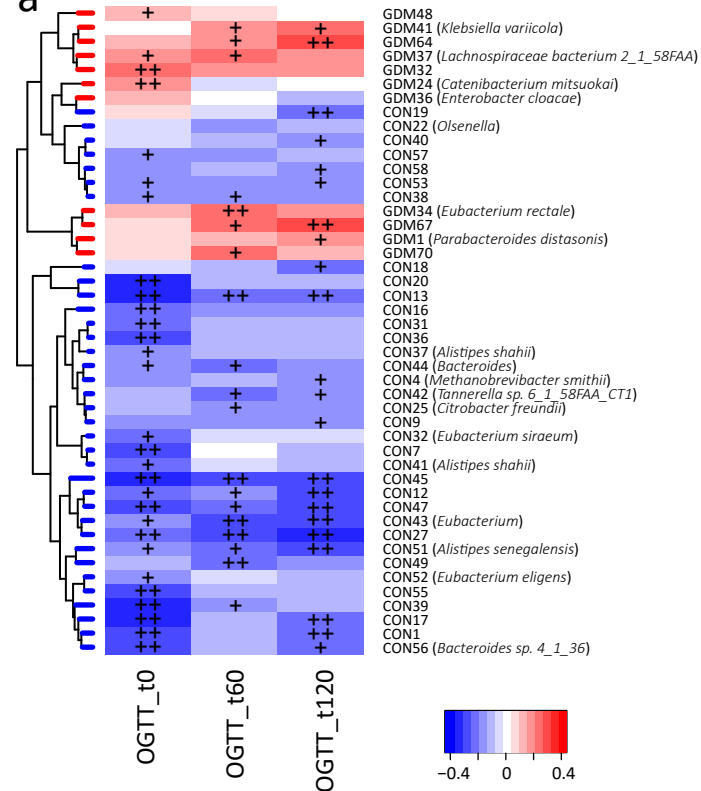 a
+ GDM48
+ + GDM41 (Klebsiella variicola)
+ ++ GDM64
+ + GDM37 (Lachnospiraceae bacterium 2_1_58FAA)
++ GDM32
++ GDM24 (Catenibacterium mitsuokai)
GDM36 (Enterobacter cloacae)
++ CON19
CON22 (Olsenella)
+ CON40
+ CON57
+ CON58
+ + CON53
+ + CON38
++ GDM34 (Eubacterium rectale)
+ ++ GDM67
+ GDM1 (Parabacteroides distasonis)
+ GDM70
+ CON18
++ CON20
++ ++ ++ CON13
++ CON16
++ CON31
++ CON36
+ CON37 (Alistipes shahii)
+ + CON44 (Bacteroides)
+ CON4 (Methanobrevibacter smithii)
+ + CON42 (Tannerella sp. 6_1_58FAA_CT1)
+ CON25 (Citrobacter freundii)
+ CON9
+ CON32 (Eubacterium siraeum)
++ CON7
+ CON41 (Alistipes shahii)
++ ++ ++ CON45
+ + ++ CON12
++ + ++ CON47
+ ++ ++ CON43 (Eubacterium)
++ ++ ++ CON27
+ + ++ CON51 (Alistipes senegalensis)
++ CON49
+ CON52 (Eubacterium eligens)
++ CON55
++ + CON39
++ ++ CON17
++ ++ CON1
++ + CON56 (Bacteroides sp. 4_1_36)
OGTT_t0
OGTT_t60
OGTT_t120
−0.4 0 0.4